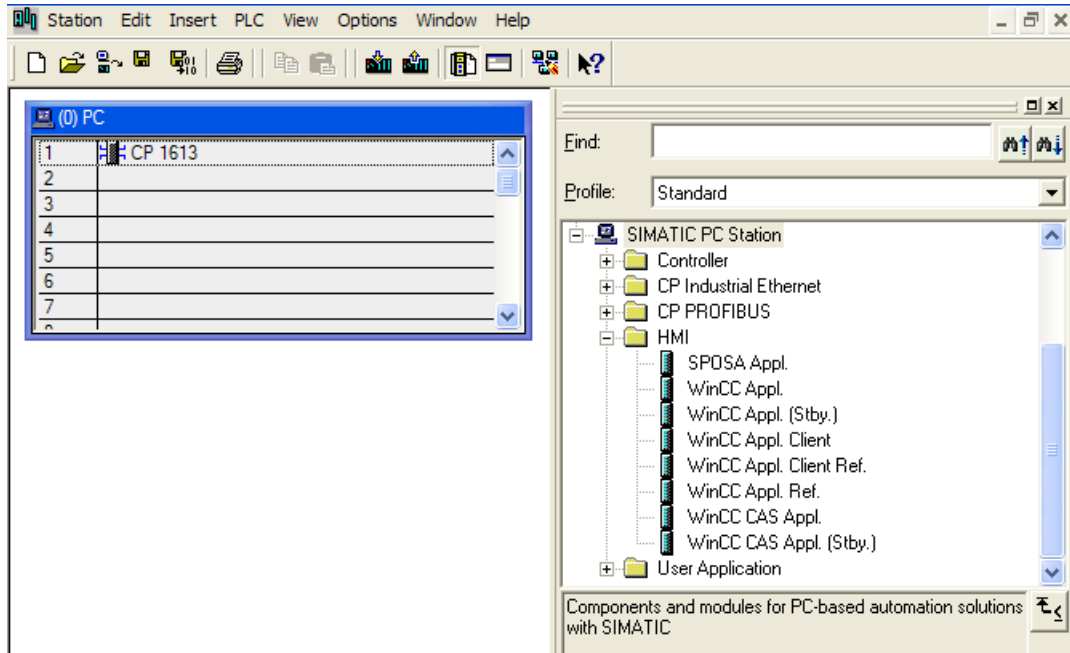 Station Edit Insert PLC View Options Window Help
(0) PC
1 CP 1613
2
3
4
5
6
7
Find:
Profile: Standard
SIMATIC PC Station
Controller
CP Industrial Ethernet
CP PROFIBUS
HMI
SPOSA Appl.
WinCC Appl.
WinCC Appl. (Stby.)
WinCC Appl. Client
WinCC Appl. Client Ref.
WinCC Appl. Ref.
WinCC CAS Appl.
WinCC CAS Appl. (Stby.)
User Application
Components and modules for PC-based automation solutions
with SIMATIC